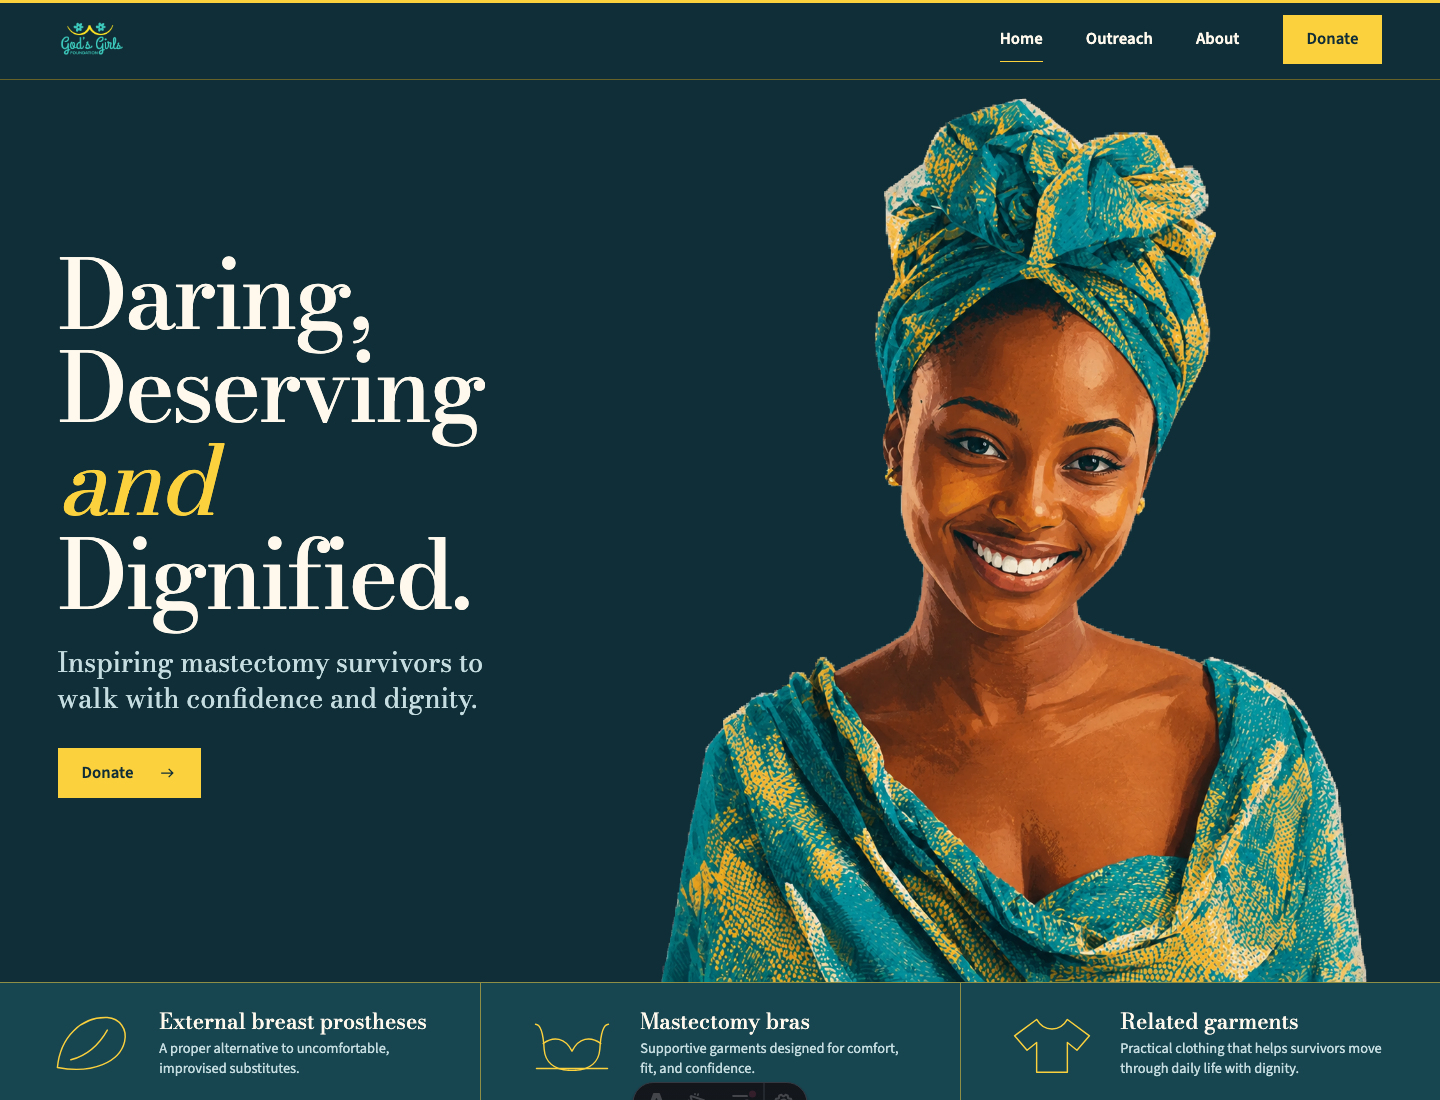 God's Girls
FOUNDATION
Home
Outreach
About
Donate
Daring,
Deserving
and
Dignified.
Inspiring mastectomy survivors to
walk with confidence and dignity.
Donate →
External breast prostheses
A proper alternative to uncomfortable,
improvised substitutes.
Mastectomy bras
Supportive garments designed for comfort,
fit, and confidence.
Related garments
Practical clothing that helps survivors move
through daily life with dignity.